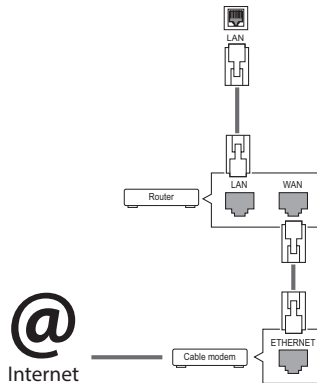 LAN
LAN WAN
Router
ETHERNET
Cable modem
@
Internet